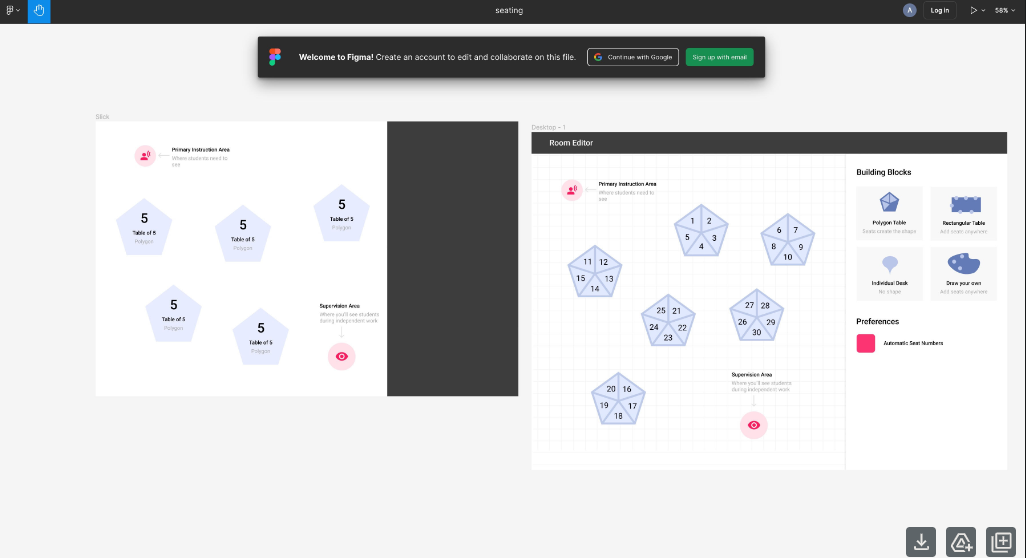 seating
A
Log in
58%
Welcome to Figma! Create an account to edit and collaborate on this file.
Continue with Google
Sign up with email
Slide
Primary Instruction Area
Where students need to
see
5
Table of 5
Polygon
5
Table of 5
Polygon
5
Table of 5
Polygon
5
Table of 5
Polygon
5
Table of 5
Polygon
Supervision Area
Where you'll see students
during independent work
Desktop - 1
Room Editor
Primary Instruction Area
Where students need to
see
1 2
5 3
4
6 7
8 9
10
11 12
15 13
14
25 21
24 22
23
27 28
26 29
30
20 16
19 17
18
Supervision Area
Where you'll see students
during independent work
Building Blocks
Polygon Table
Seats create the shape
Rectangular Table
Add seats anywhere
Individual Desk
No shape
Draw your own
Add seats anywhere
Preferences
Automatic Seat Numbers